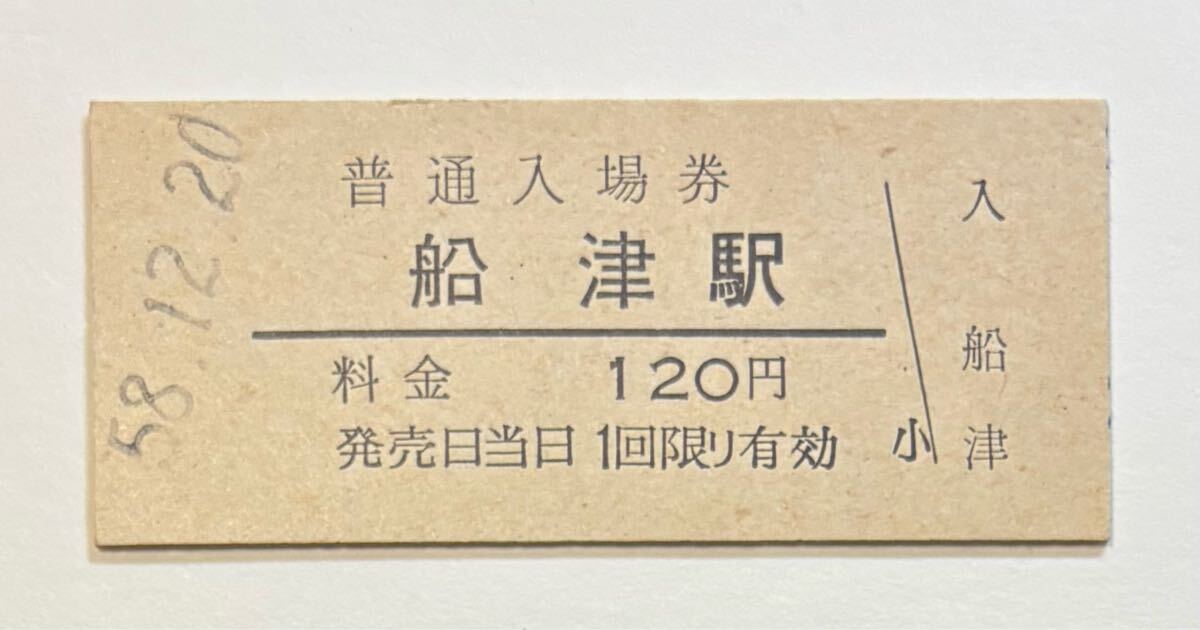 58.12.20
普通入場券
船津駅
料金 120円
発売日当日1回限り有効
小
入
船
津